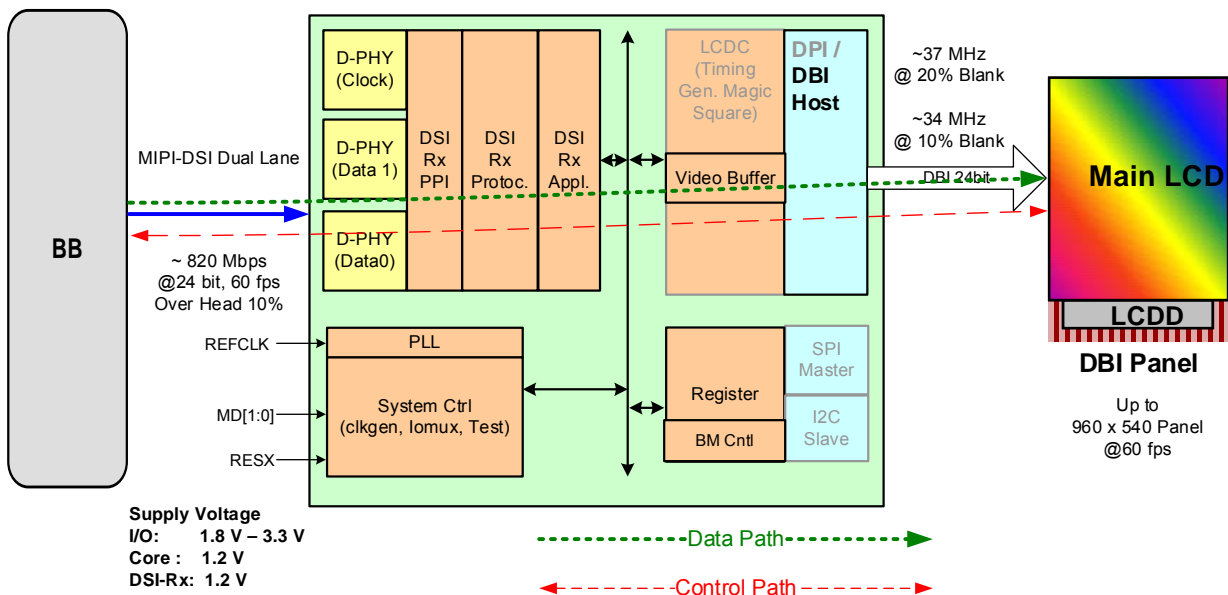 BB
MIPI-DSI Dual Lane
~ 820 Mbps
@24 bit, 60 fps
Over Head 10%
REFCLK
MD[1:0]
RESX
D-PHY
(Clock)
D-PHY
(Data 1)
D-PHY
(Data0)
DSI
Rx
PPI
DSI
Rx
Protoc.
DSI
Rx
Appl.
LCDC
(Timing
Gen. Magic
Square)
Video Buffer
DPI /
DBI
Host
PLL
System Ctrl
(clkgen, Iomux, Test)
Register
BM Cntl
SPI
Master
I2C
Slave
~37 MHz
@ 20% Blank
~34 MHz
@ 10% Blank
DBI 24bit
Main LCD
LCDD
DBI Panel
Up to
960 x 540 Panel
@60 fps
Supply Voltage
I/O: 1.8 V – 3.3 V
Core : 1.2 V
DSI-Rx: 1.2 V
Data Path
Control Path